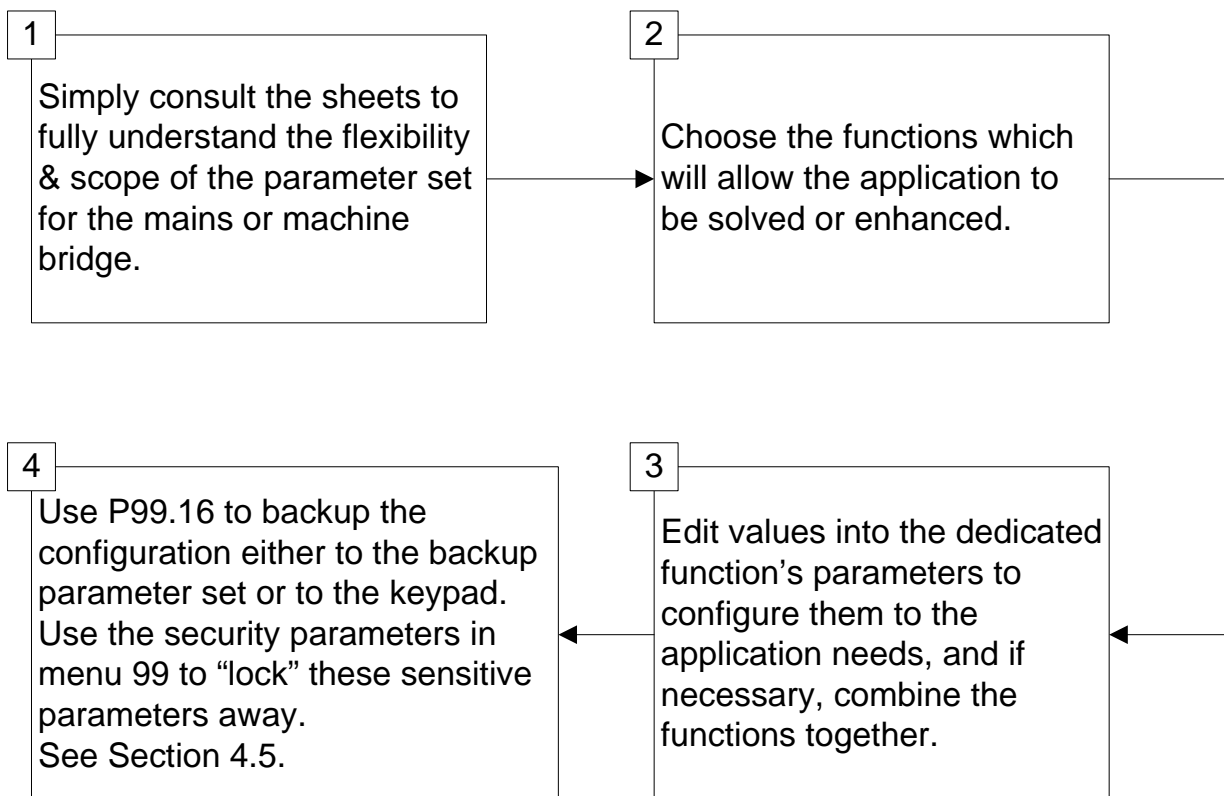 1
Simply consult the sheets to
fully understand the flexibility
& scope of the parameter set
for the mains or machine
bridge.
2
Choose the functions which
will allow the application to
be solved or enhanced.
3
Edit values into the dedicated
function’s parameters to
configure them to the
application needs, and if
necessary, combine the
functions together.
4
Use P99.16 to backup the
configuration either to the backup
parameter set or to the keypad.
Use the security parameters in
menu 99 to “lock” these sensitive
parameters away.
See Section 4.5.